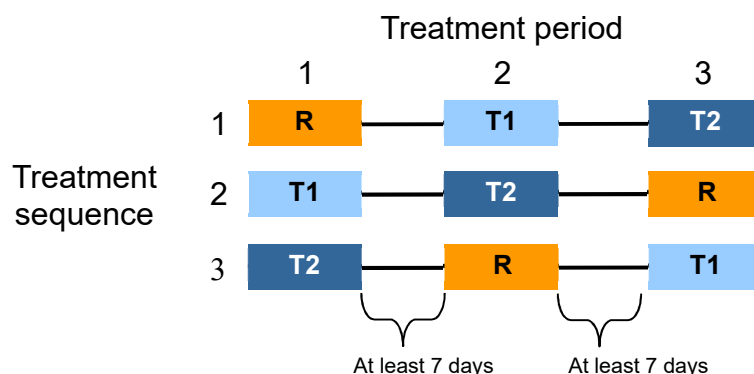 Treatment period
1 2 3
1 R T1 T2
Treatment
sequence
2 T1 T2 R
3 T2 R T1
At least 7 days At least 7 days